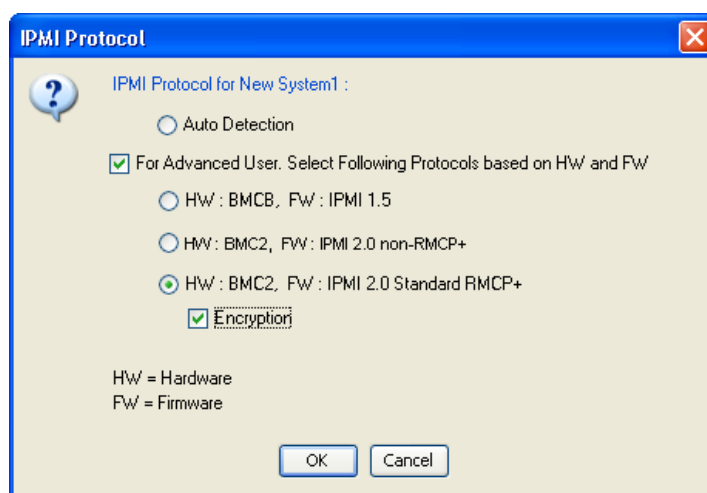 IPMI Protocol
IPMI Protocol for New System1 :
Auto Detection
For Advanced User. Select Following Protocols based on HW and FW
HW : BMCB, FW : IPMI 1.5
HW : BMC2, FW : IPMI 2.0 non-RMCP+
HW : BMC2, FW : IPMI 2.0 Standard RMCP+
Encryption
HW = Hardware
FW = Firmware
OK Cancel